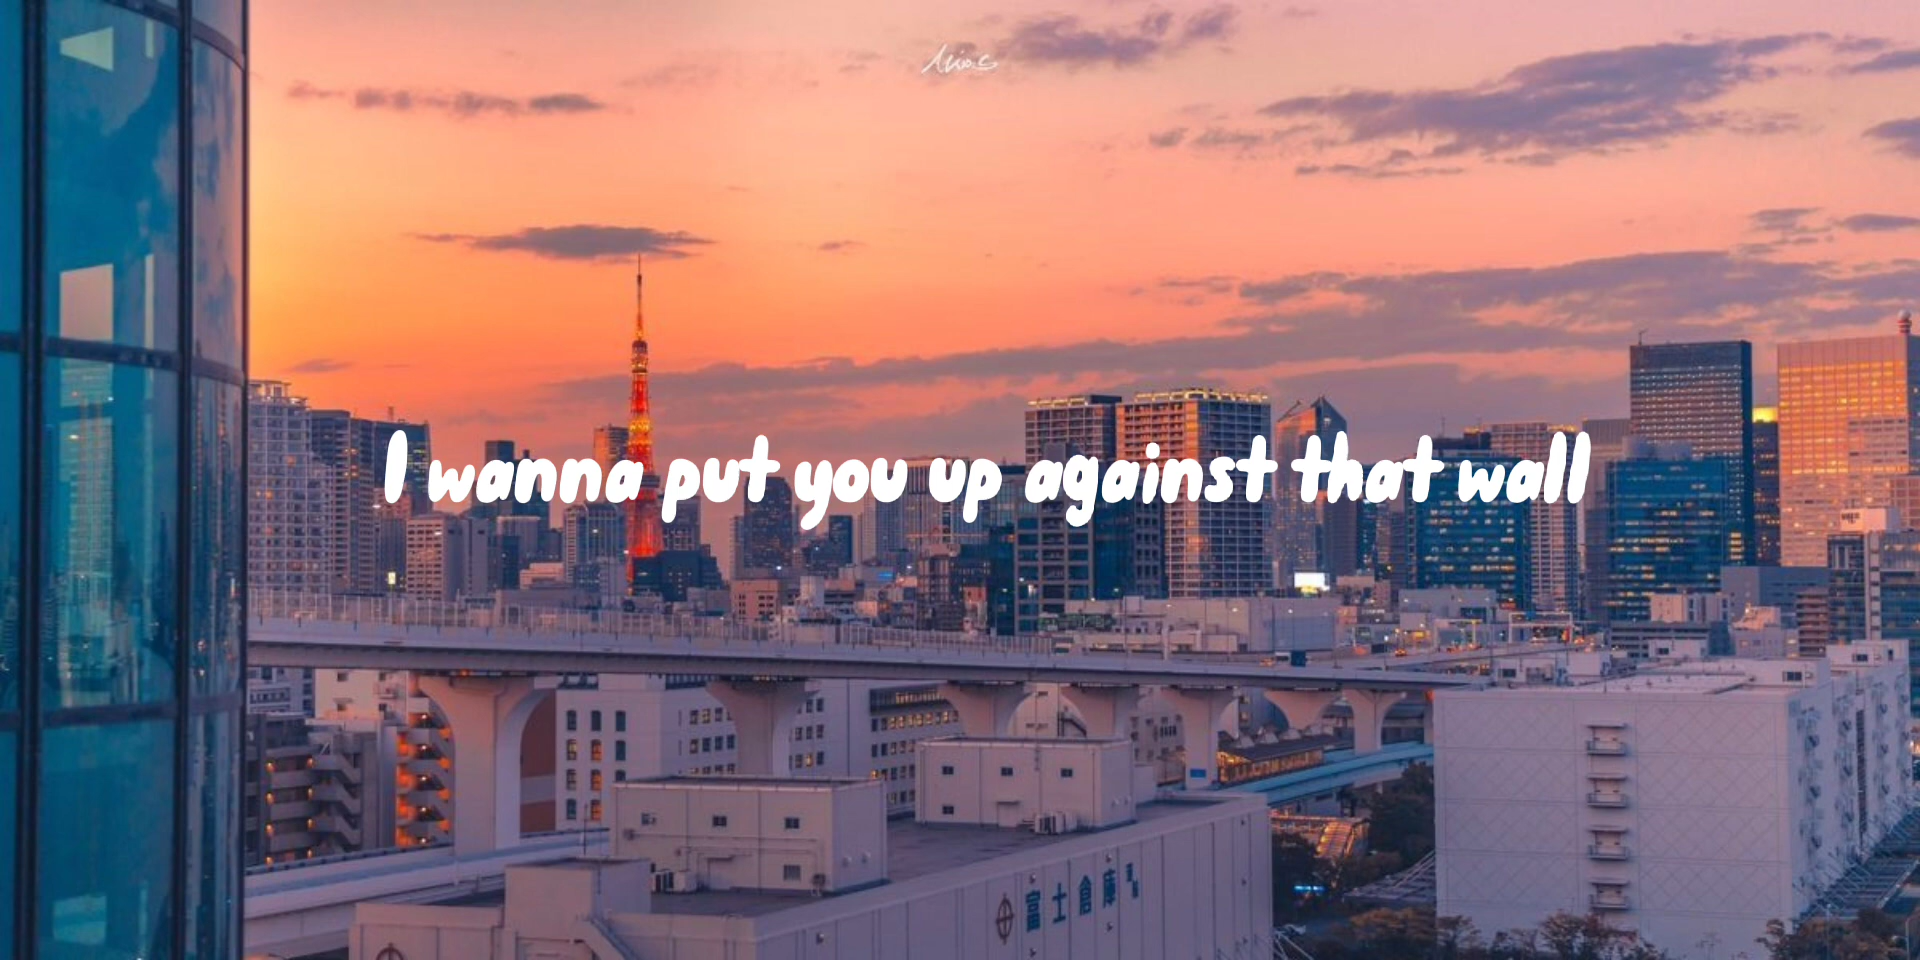 I wanna put you up against that wall
富士倉庫